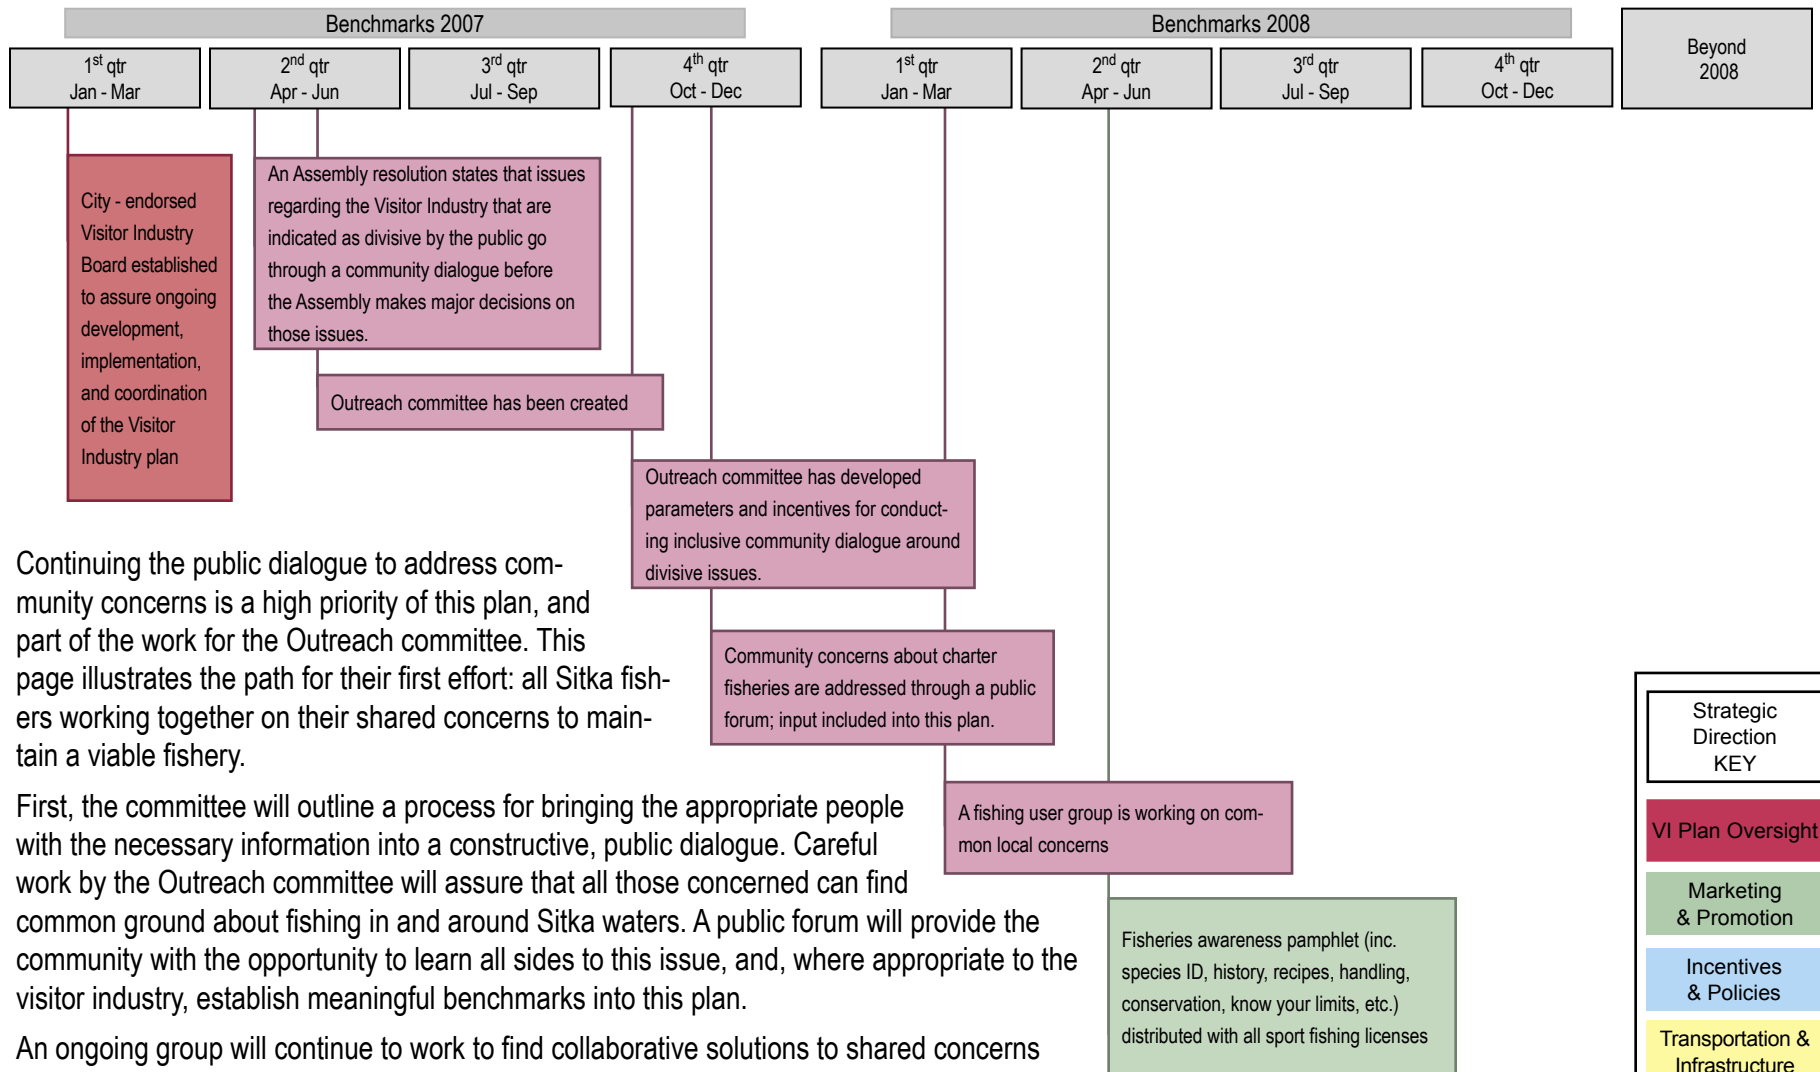 Benchmarks 2007
Benchmarks 2008
1st qtr
Jan - Mar
2nd qtr
Apr - Jun
3rd qtr
Jul - Sep
4th qtr
Oct - Dec
1st qtr
Jan - Mar
2nd qtr
Apr - Jun
3rd qtr
Jul - Sep
4th qtr
Oct - Dec
Beyond
2008
City - endorsed
Visitor Industry
Board established
to assure ongoing
development,
implementation,
and coordination
of the Visitor
Industry plan
An Assembly resolution states that issues
regarding the Visitor Industry that are
indicated as divisive by the public go
through a community dialogue before
the Assembly makes major decisions on
those issues.
Outreach committee has been created
Outreach committee has developed
parameters and incentives for conduct-
ing inclusive community dialogue around
divisive issues.
Community concerns about charter
fisheries are addressed through a public
forum; input included into this plan.
A fishing user group is working on com-
mon local concerns
Fisheries awareness pamphlet (inc.
species ID, history, recipes, handling,
conservation, know your limits, etc.)
distributed with all sport fishing licenses
Continuing the public dialogue to address com-
munity concerns is a high priority of this plan, and
part of the work for the Outreach committee. This
page illustrates the path for their first effort: all Sitka fish-
ers working together on their shared concerns to main-
tain a viable fishery.
First, the committee will outline a process for bringing the appropriate people
with the necessary information into a constructive, public dialogue. Careful
work by the Outreach committee will assure that all those concerned can find
common ground about fishing in and around Sitka waters. A public forum will provide the
community with the opportunity to learn all sides to this issue, and, where appropriate to the
visitor industry, establish meaningful benchmarks into this plan.
An ongoing group will continue to work to find collaborative solutions to shared concerns
Strategic
Direction
KEY
VI Plan Oversight
Marketing
& Promotion
Incentives
& Policies
Transportation &
Infrastructure